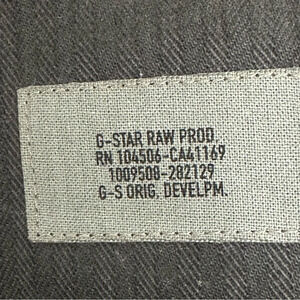 G-STAR RAW PROD.
RN 104506-CA41169
1009508-282129
G-S ORIG. DEVELPM.